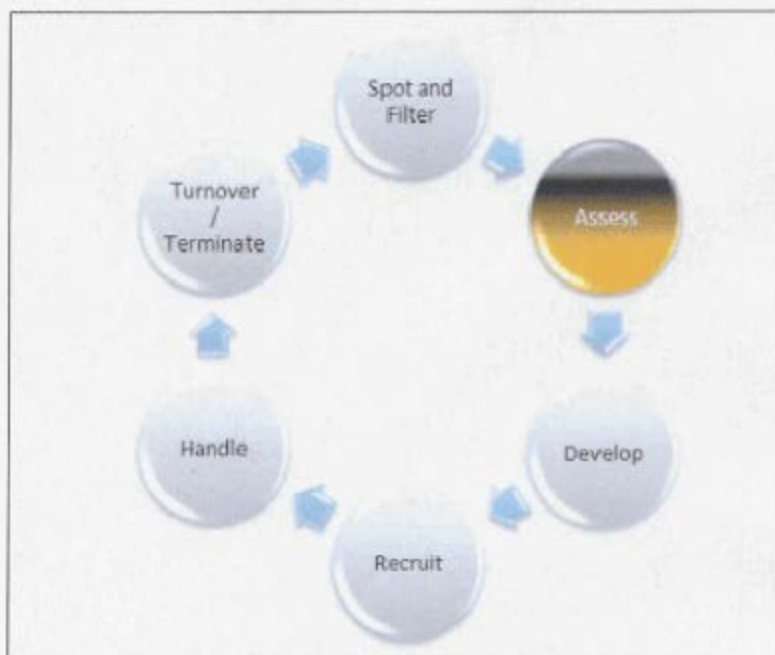 Spot and
Filter
Assess
Develop
Recruit
Handle
Turnover
/
Terminate